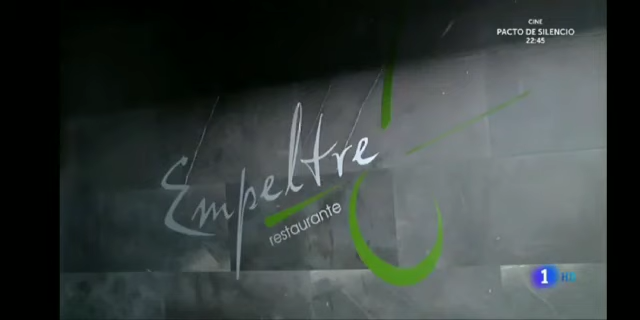 CINE
PACTO DE SILENCIO
22:45
Empeltre
restaurante
1 HD